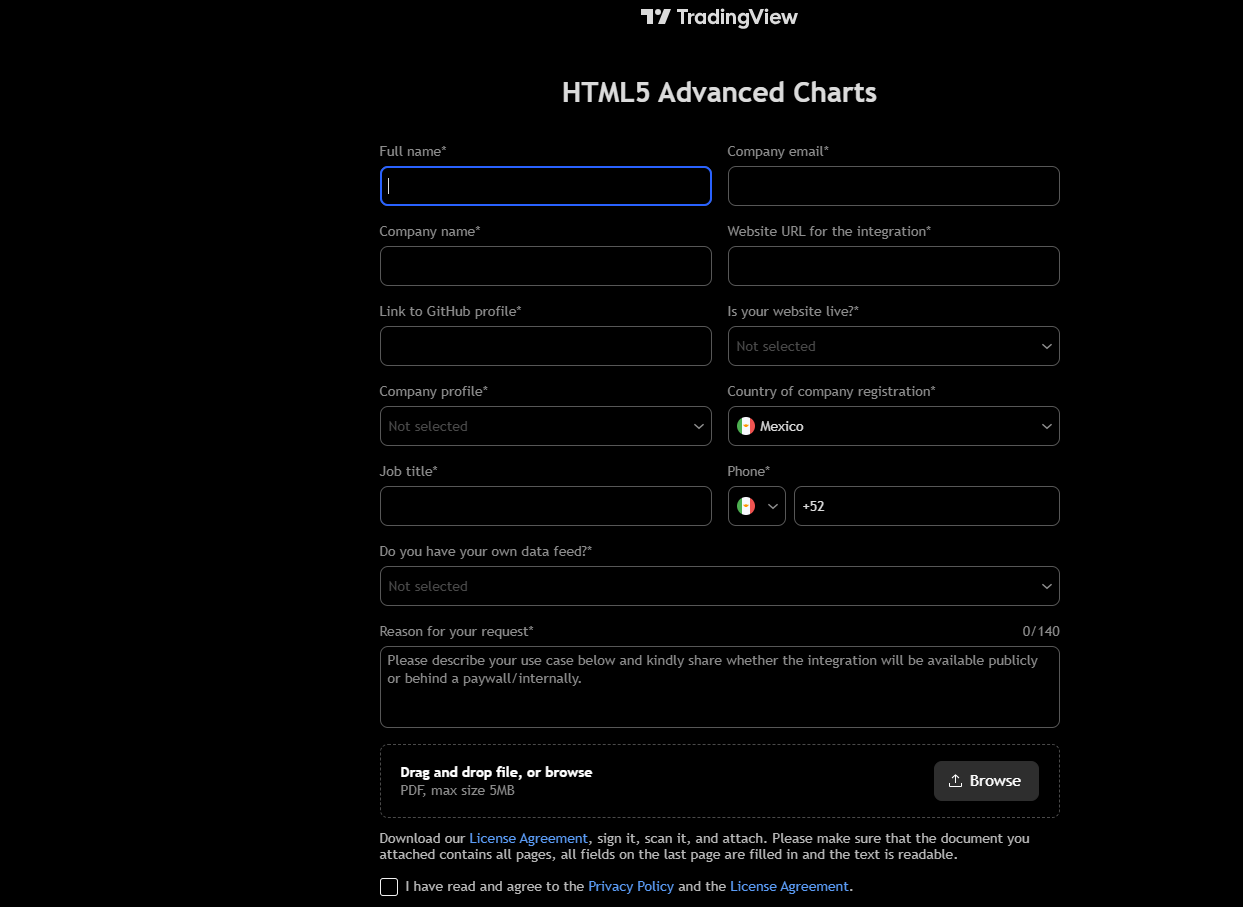 TradingView
HTML5 Advanced Charts
Full name*
Company email*
Company name*
Website URL for the integration*
Link to GitHub profile*
Is your website live?*
Not selected
Company profile*
Country of company registration*
Not selected
Mexico
Job title*
Phone*
+52
Do you have your own data feed?*
Not selected
Reason for your request*
0/140
Please describe your use case below and kindly share whether the integration will be available publicly
or behind a paywall/internally.
Drag and drop file, or browse
PDF, max size 5MB
Browse
Download our License Agreement, sign it, scan it, and attach. Please make sure that the document you
attached contains all pages, all fields on the last page are filled in and the text is readable.
I have read and agree to the Privacy Policy and the License Agreement.